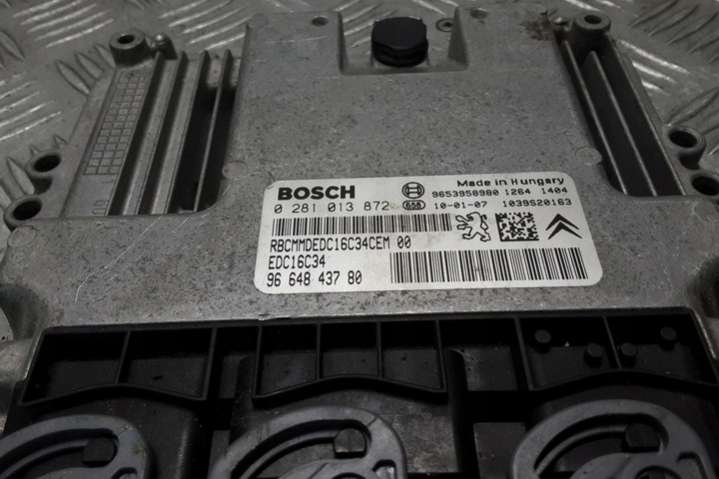 BOSCH
Made in Hungary
9653958980 1264 1404
0 281 013 872 658 10-01-07 1039S20163
RBCMMDEDC16C34CEM 00
EDC16C34
96 648 437 80